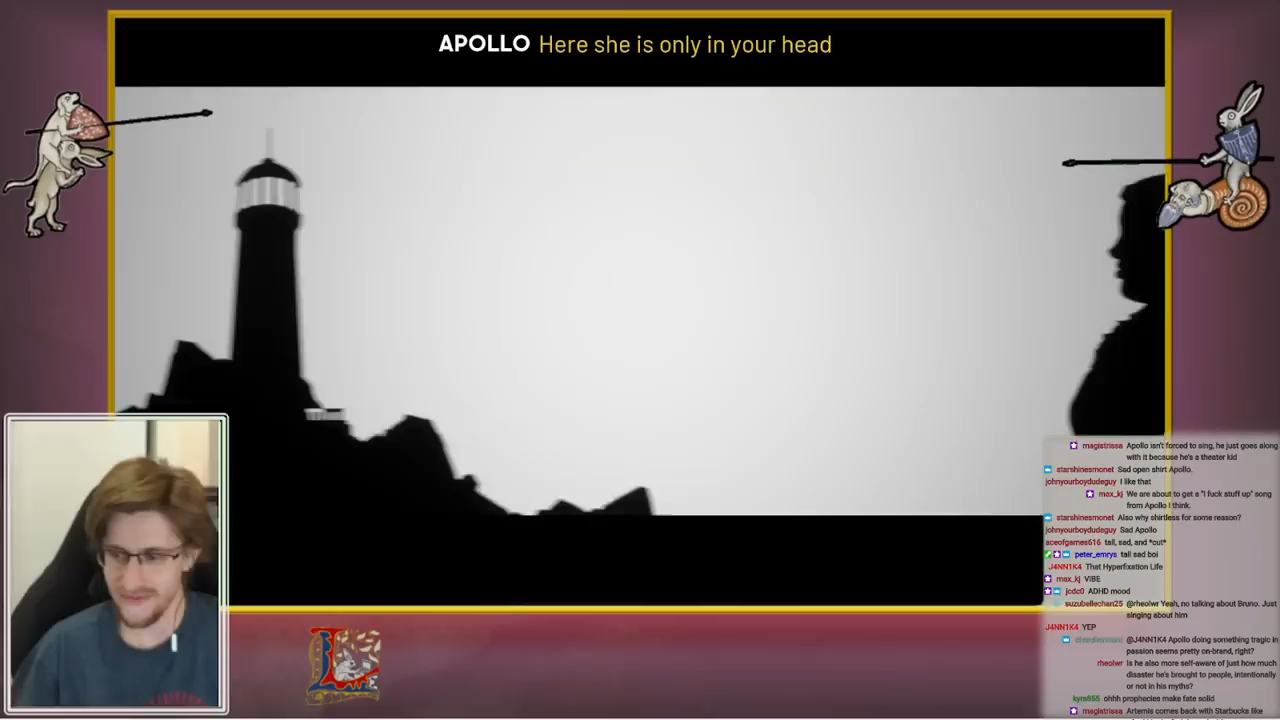 APOLLO Here she is only in your head
magistrissa Apollo isn't forced to sing, he just goes along
with it because he's a theater kid
starshinesmonet Sad open shirt Apollo.
johnyourboydudeguy I like that
max_kj We are about to get a "I fuck stuff up" song
from Apollo I think.
starshinesmonet Also why shirtless for some reason?
johnyourboydudeguy Sad Apollo
aceofgames616 tall, sad, and *cut*
peter_emrys tall sad boi
J4NN1K4 That Hyperfixation Life
max_kj VIBE
jcdc0 ADHD mood
suzubellechan25 @rheolwr Yeah, no talking about Bruno. Just
singing about him
J4NN1K4 YEP
@J4NN1K4 Apollo doing something tragic in
passion seems pretty on-brand, right?
rheolwr Is he also more self-aware of just how much
disaster he's brought to people, intentionally
or not in his myths?
kyra655 ohhh prophecies make fate solid
magistrissa Artemis comes back with Starbucks like